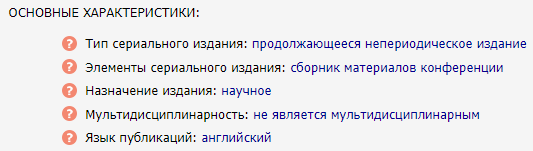 ОСНОВНЫЕ ХАРАКТЕРИСТИКИ:
? Тип сериального издания: продолжающееся непериодическое издание
? Элементы сериального издания: сборник материалов конференции
? Назначение издания: научное
? Мультидисциплинарность: не является мультидисциплинарным
? Язык публикаций: английский